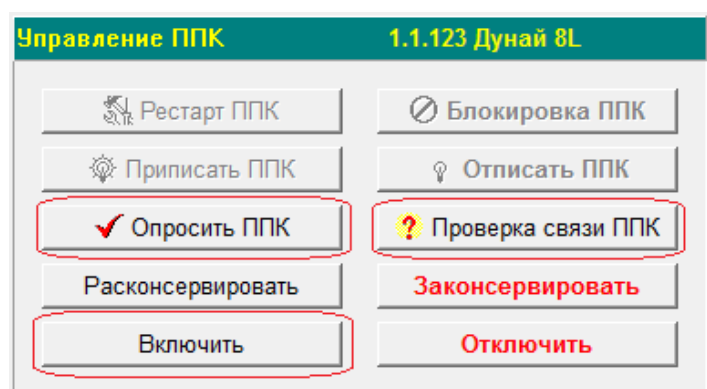 Управление ППК 1.1.123 Дунай 8L
Рестарт ППК Блокировка ППК
Приписать ППК Отписать ППК
Опросить ППК ? Проверка связи ППК
Расконсервировать Законсервировать
Включить Отключить